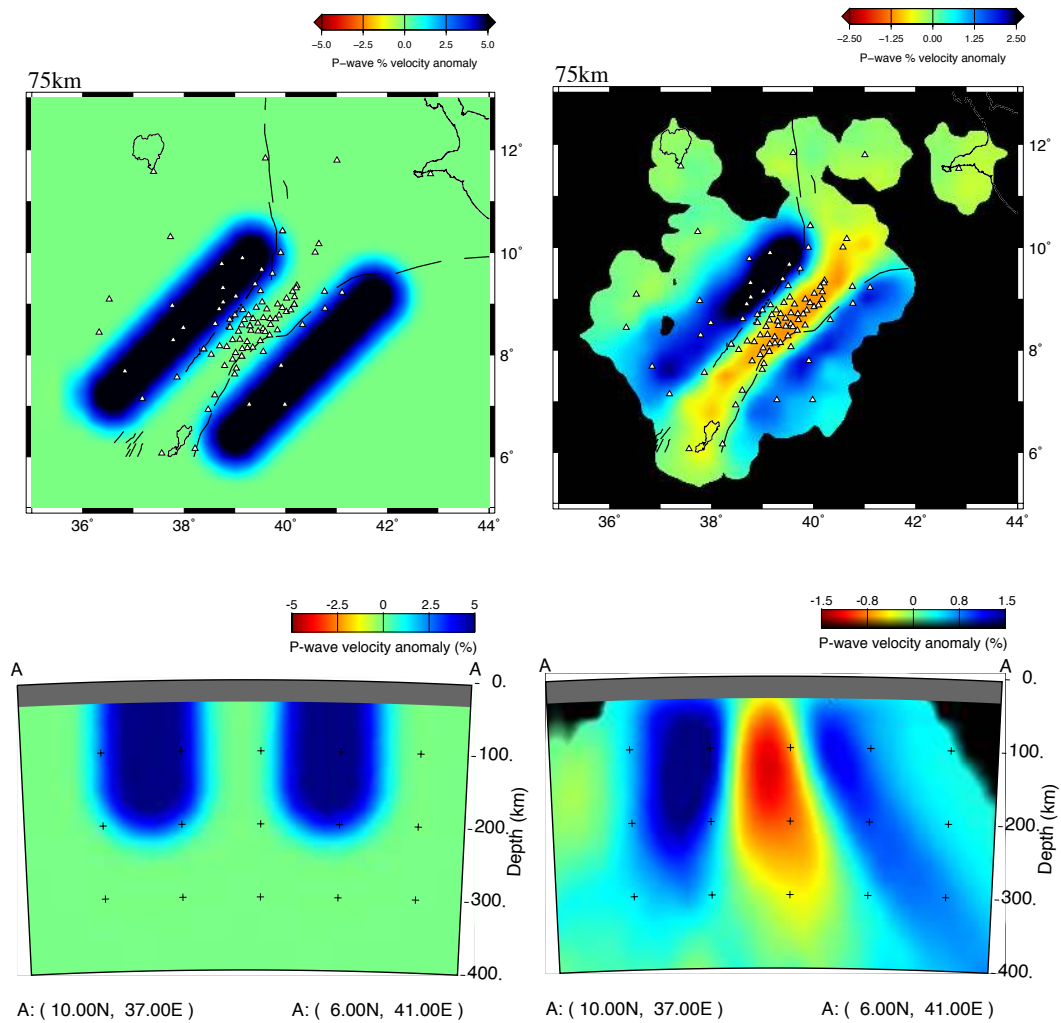 -5.0 -2.5 0.0 2.5 5.0
P-wave % velocity anomaly
75km
12°
10°
8°
6°
36° 38° 40° 42° 44°
-2.50 -1.25 0.00 1.25 2.50
P-wave % velocity anomaly
75km
12°
10°
8°
6°
36° 38° 40° 42° 44°
-5 -2.5 0 2.5 5
P-wave velocity anomaly (%)
A A
0.
-100.
-200.
-300.
-400.
Depth (km)
A: ( 10.00N, 37.00E ) A: ( 6.00N, 41.00E )
-1.5 -0.8 0 0.8 1.5
P-wave velocity anomaly (%)
A A
0.
-100.
-200.
-300.
-400.
Depth (km)
A: ( 10.00N, 37.00E ) A: ( 6.00N, 41.00E )